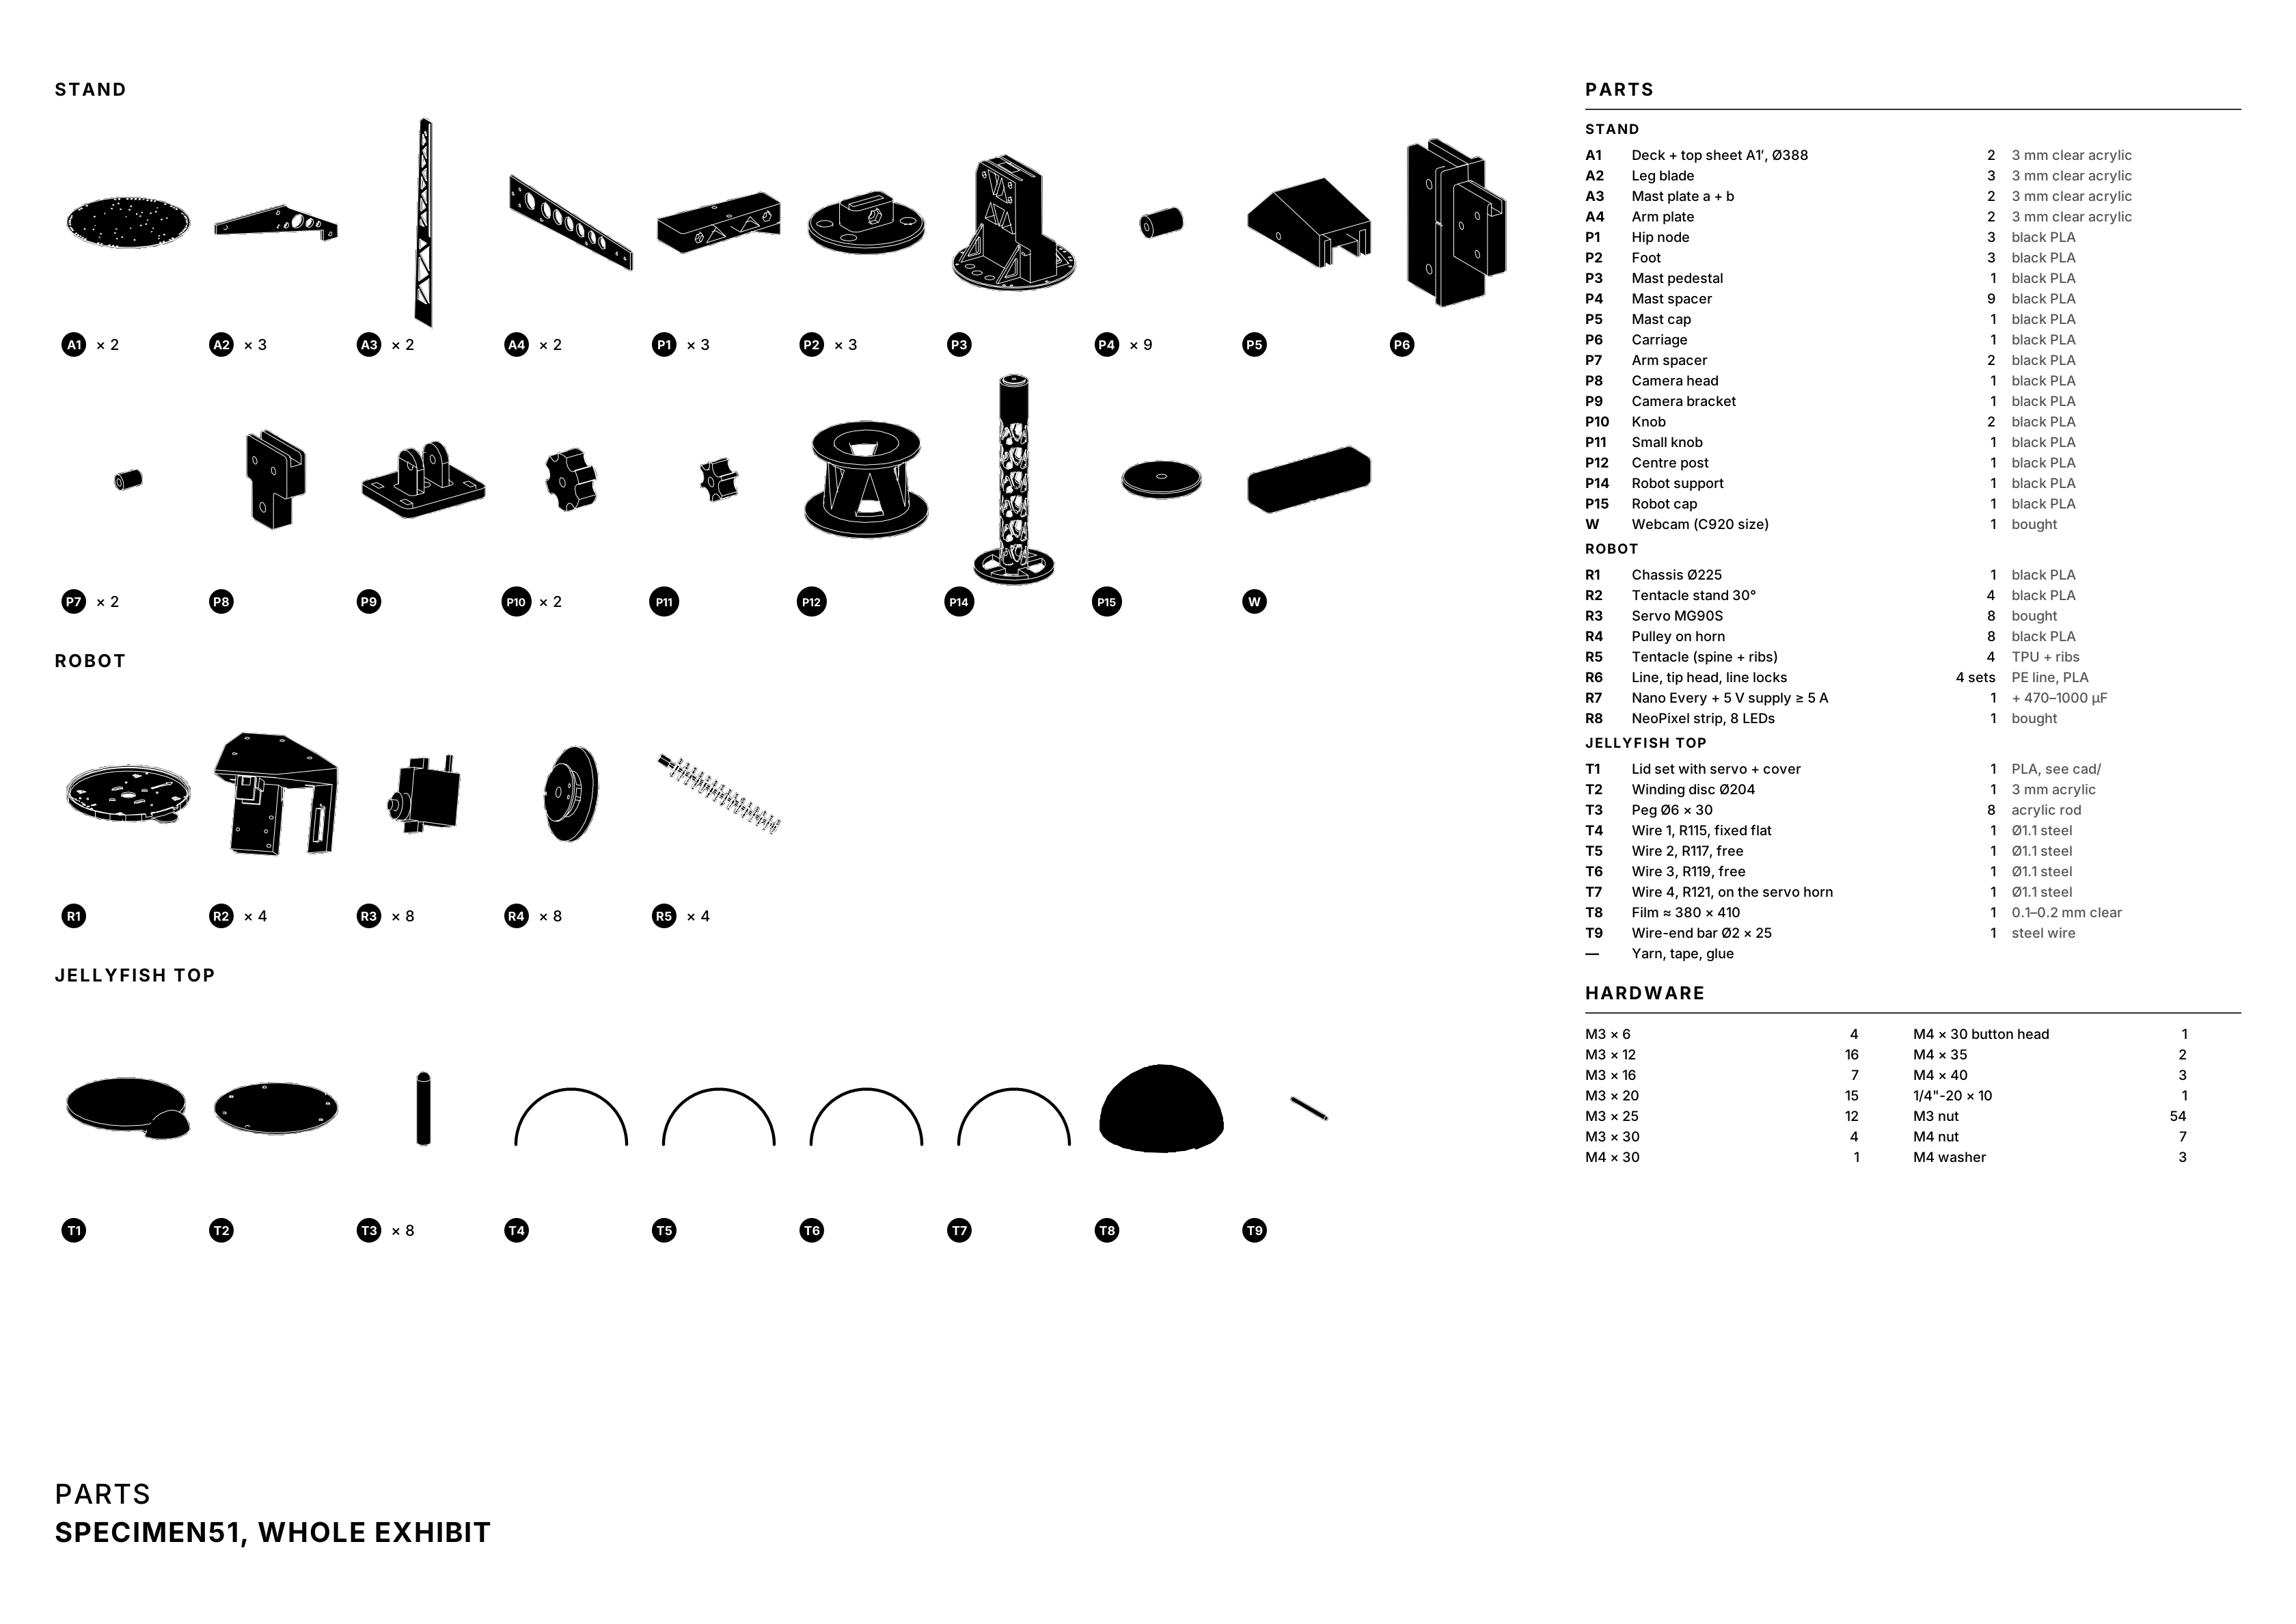 STAND
A1 × 2 A2 × 3 A3 × 2 A4 × 2 P1 × 3 P2 × 3 P3 P4 × 9 P5 P6
P7 × 2 P8 P9 P10 × 2 P11 P12 P14 P15 W
ROBOT
R1 R2 × 4 R3 × 8 R4 × 8 R5 × 4
JELLYFISH TOP
T1 T2 T3 × 8 T4 T5 T6 T7 T8 T9
PARTS
SPECIMEN51, WHOLE EXHIBIT
PARTS
STAND
A1 Deck + top sheet A1′, Ø388 2 3 mm clear acrylic
A2 Leg blade 3 3 mm clear acrylic
A3 Mast plate a + b 2 3 mm clear acrylic
A4 Arm plate 2 3 mm clear acrylic
P1 Hip node 3 black PLA
P2 Foot 3 black PLA
P3 Mast pedestal 1 black PLA
P4 Mast spacer 9 black PLA
P5 Mast cap 1 black PLA
P6 Carriage 1 black PLA
P7 Arm spacer 2 black PLA
P8 Camera head 1 black PLA
P9 Camera bracket 1 black PLA
P10 Knob 2 black PLA
P11 Small knob 1 black PLA
P12 Centre post 1 black PLA
P14 Robot support 1 black PLA
P15 Robot cap 1 black PLA
W Webcam (C920 size) 1 bought
ROBOT
R1 Chassis Ø225 1 black PLA
R2 Tentacle stand 30° 4 black PLA
R3 Servo MG90S 8 bought
R4 Pulley on horn 8 black PLA
R5 Tentacle (spine + ribs) 4 TPU + ribs
R6 Line, tip head, line locks 4 sets PE line, PLA
R7 Nano Every + 5 V supply ≥ 5 A 1 + 470–1000 µF
R8 NeoPixel strip, 8 LEDs 1 bought
JELLYFISH TOP
T1 Lid set with servo + cover 1 PLA, see cad/
T2 Winding disc Ø204 1 3 mm acrylic
T3 Peg Ø6 × 30 8 acrylic rod
T4 Wire 1, R115, fixed flat 1 Ø1.1 steel
T5 Wire 2, R117, free 1 Ø1.1 steel
T6 Wire 3, R119, free 1 Ø1.1 steel
T7 Wire 4, R121, on the servo horn 1 Ø1.1 steel
T8 Film ≈ 380 × 410 1 0.1–0.2 mm clear
T9 Wire-end bar Ø2 × 25 1 steel wire
— Yarn, tape, glue
HARDWARE
M3 × 6 4 M4 × 30 button head 1
M3 × 12 16 M4 × 35 2
M3 × 16 7 M4 × 40 3
M3 × 20 15 1/4"-20 × 10 1
M3 × 25 12 M3 nut 54
M3 × 30 4 M4 nut 7
M4 × 30 1 M4 washer 3